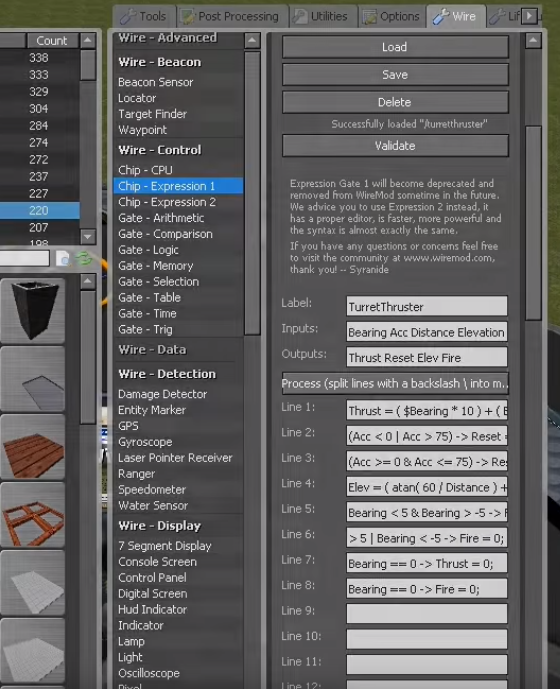 Tools
Post Processing
Utilities
Options
Wire
Count
338
333
329
304
284
274
272
237
227
220
207
198
Wire - Advanced
Wire - Beacon
Beacon Sensor
Locator
Target Finder
Waypoint
Wire - Control
Chip - CPU
Chip - Expression 1
Chip - Expression 2
Gate - Arithmetic
Gate - Comparison
Gate - Logic
Gate - Memory
Gate - Selection
Gate - Table
Gate - Time
Gate - Trig
Wire - Data
Wire - Detection
Damage Detector
Entity Marker
GPS
Gyroscope
Laser Pointer Receiver
Ranger
Speedometer
Water Sensor
Wire - Display
7 Segment Display
Console Screen
Control Panel
Digital Screen
Hud Indicator
Indicator
Lamp
Light
Oscilloscope
Pixel
Load
Save
Delete
Successfully loaded "/turretthruster"
Validate
Expression Gate 1 will become deprecated and
removed from WireMod sometime in the future.
We advice you to use Expression 2 instead, it
has a proper editor, is faster, more powerful and
the syntax is almost exactly the same.
If you have any questions or concerns feel free
to visit the community at www.wiremod.com,
thank you! -- Syranide
Label: TurretThruster
Inputs: Bearing Acc Distance Elevation
Outputs: Thrust Reset Elev Fire
Process (split lines with a backslash \ into m..
Line 1: Thrust = ( $Bearing * 10 ) + (
Line 2: (Acc < 0 | Acc > 75) -> Reset
Line 3: (Acc >= 0 & Acc <= 75) -> Re
Line 4: Elev = ( atan( 60 / Distance ) +
Line 5: Bearing < 5 & Bearing > -5 ->
Line 6: > 5 | Bearing < -5 -> Fire = 0;
Line 7: Bearing == 0 -> Thrust = 0;
Line 8: Bearing == 0 -> Fire = 0;
Line 9:
Line 10:
Line 11:
Line 12: